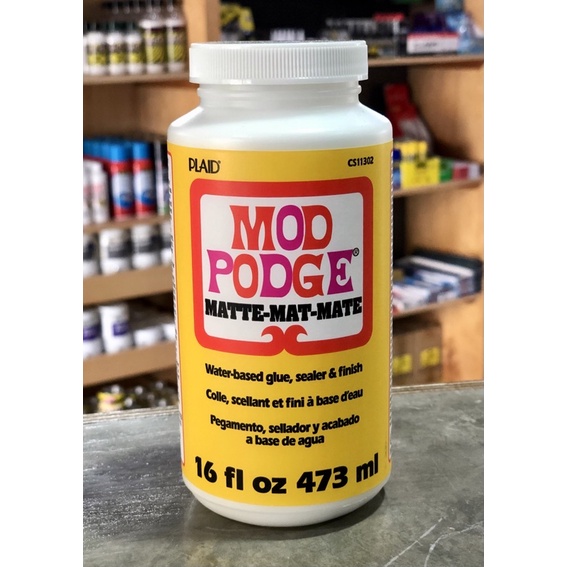 PLAID®
CS11302
MOD
PODGE®
MATTE-MAT-MATE
Water-based glue, sealer & finish
Colle, scellant et fini à base d'eau
Pegamento, sellador y acabado
a base de agua
16 fl oz 473 ml